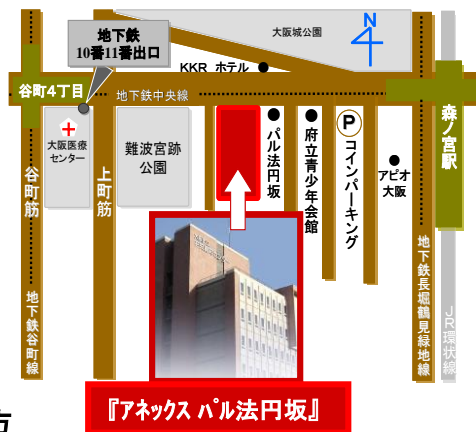 地下鉄
10番11番出口
大阪城公園
N
KKR ホテル
谷町4丁目
地下鉄中央線
大阪医療
センター
難波宮跡
公園
パル法円坂
府立青少年会館
P
コインパーキング
アピオ
大阪
森ノ宮駅
谷町筋
上町筋
地下鉄谷町線
地下鉄長堀鶴見緑地線
JR環状線
『アネックス パル法円坂』